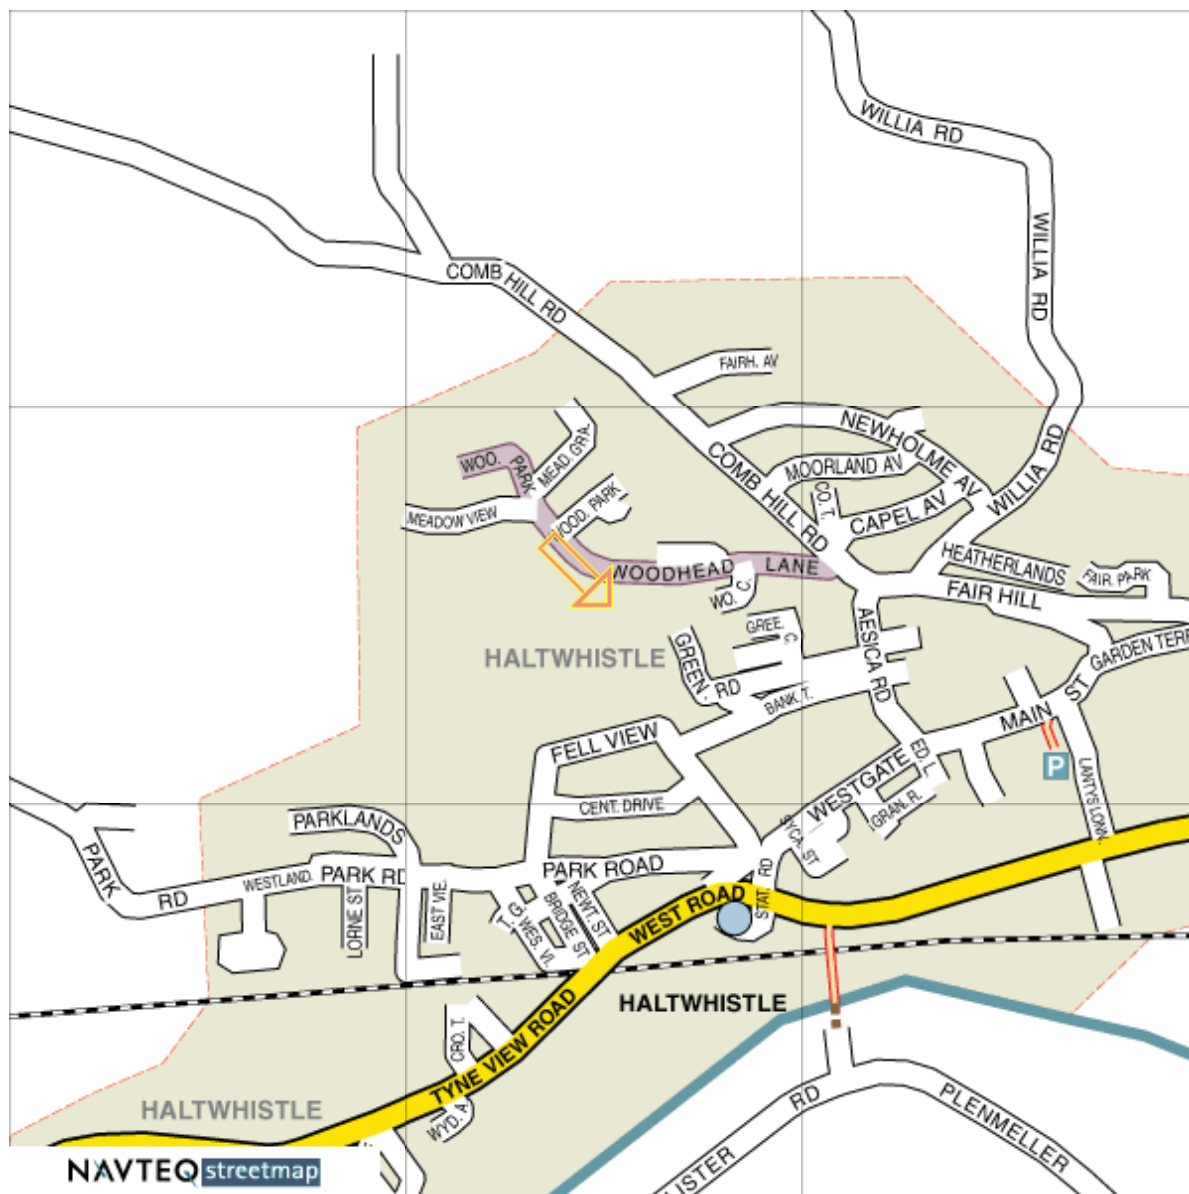 WILLIA RD
WILLIA RD
COMB HILL RD
FAIRH. AV
NEWHOLME AV
WOO. PARK
MEAD. GRA.
COMB HILL RD
MOORLAND AV
WILLIA RD
MEADOW VIEW
WOOD. PARK
CO. T.
CAPEL AV
HEATHERLANDS
WOODHEAD LANE
FAIR. PARK
WO. C.
FAIR HILL
GREE. C.
AESICA RD
HALTWHISTLE
GREEN. RD
GARDEN TERR
BANK T.
MAIN ST
FELL VIEW
ED. L.
P
WESTGATE
LANTYS LONN.
CENT. DRIVE
GRAN. R.
PARKLANDS
SYCA. ST
PARK RD
WESTLAND.
PARK RD
PARK ROAD
STAT. RD
LORNE ST
EAST VIE.
NEWT. ST
BRIDGE ST
WES. VI.
WEST ROAD
HALTWHISTLE
TYNE VIEW ROAD
CRO. T.
WYD. A.
HALTWHISTLE
LISTER RD
PLENMELLER
NAVTEQ streetmap